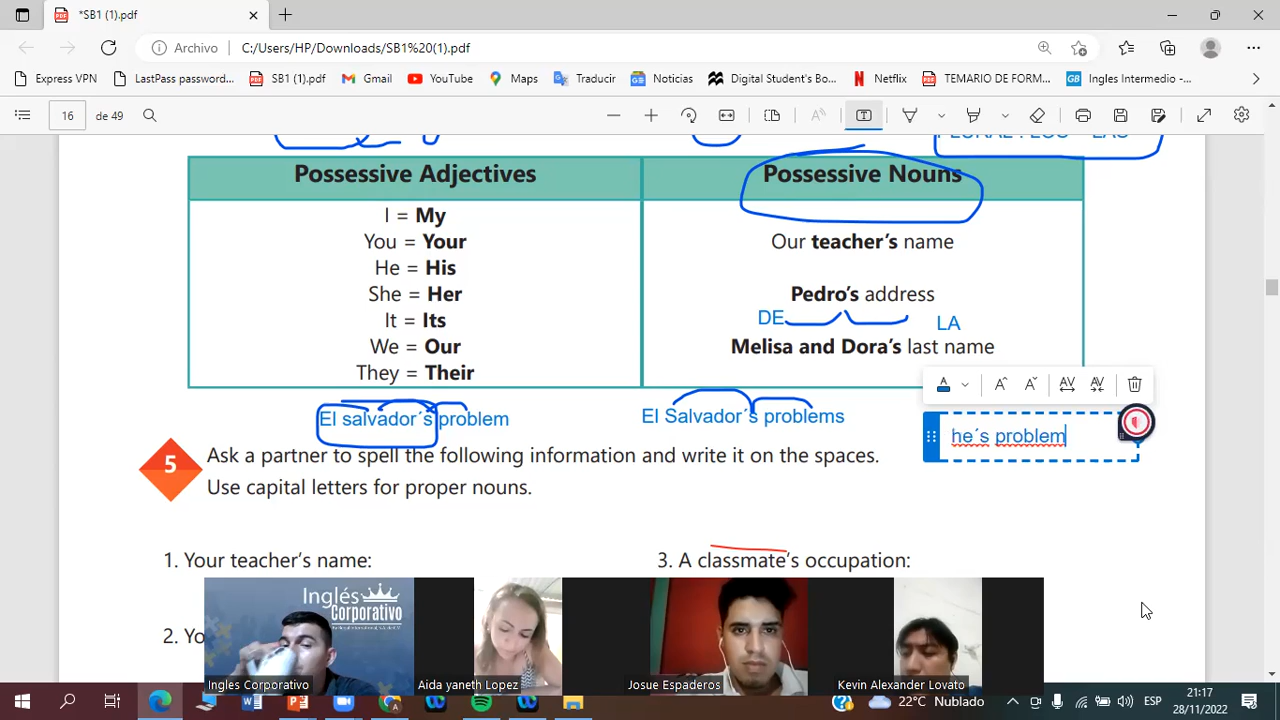 *SB1 (1).pdf
Archivo C:/Users/HP/Downloads/SB1%20(1).pdf
Express VPN LastPass password... SB1 (1).pdf Gmail YouTube Maps Traducir Noticias Digital Student's Bo... Netflix TEMARIO DE FORM... Ingles Intermedio -...
16 de 49
Possessive Adjectives Possessive Nouns
I = My
You = Your
He = His
She = Her
It = Its
We = Our
They = Their
Our teacher's name
Pedro's address
DE LA
Melisa and Dora's last name
El salvador´s problem El Salvador´s problems
he´s problem
5 Ask a partner to spell the following information and write it on the spaces.
Use capital letters for proper nouns.
1. Your teacher's name: 3. A classmate's occupation:
2. Yo
Inglés
Corporativo
Ingles Corporativo Aida yaneth Lopez Josue Espaderos Kevin Alexander Lovato
22°C Nublado ESP 21:17
28/11/2022